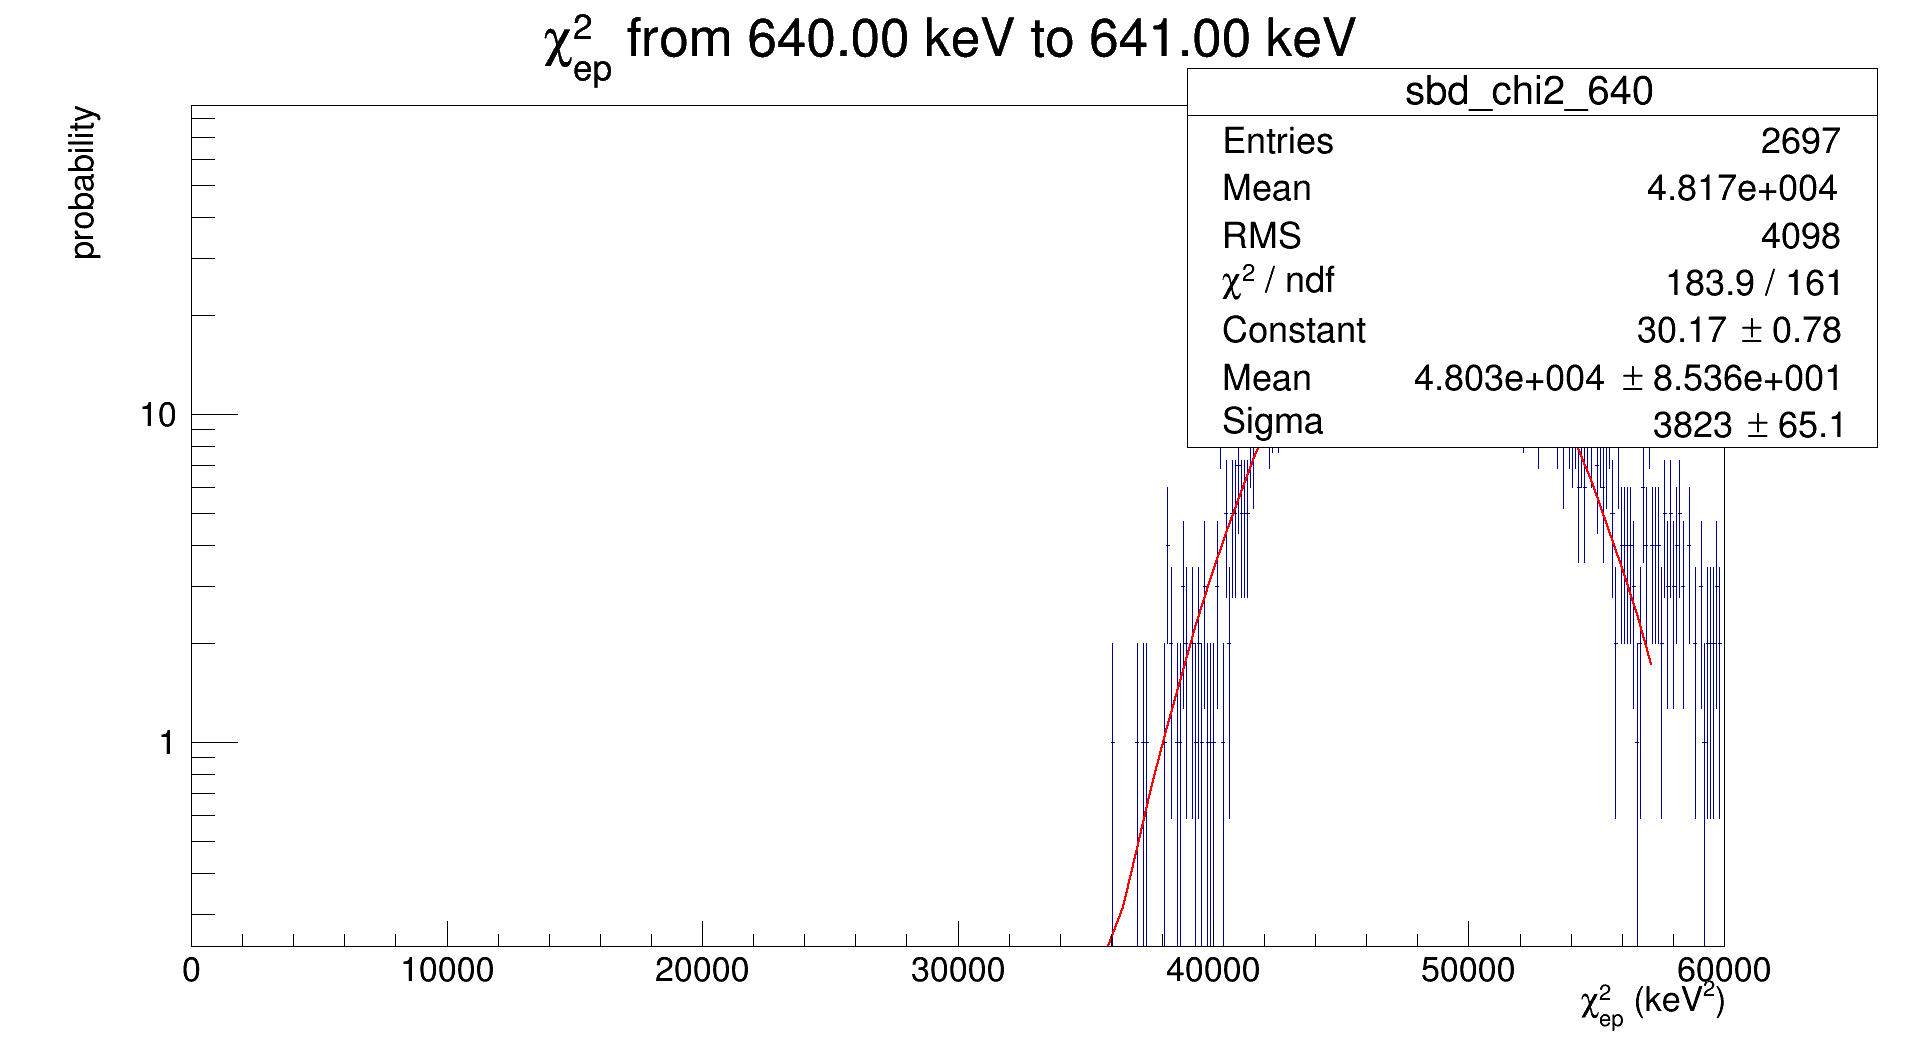 χ²ep from 640.00 keV to 641.00 keV
probability
sbd_chi2_640
Entries 2697
Mean 4.817e+004
RMS 4098
χ² / ndf 183.9 / 161
Constant 30.17 ± 0.78
Mean 4.803e+004 ± 8.536e+001
Sigma 3823 ± 65.1
10
1
0 10000 20000 30000 40000 50000 60000
χ²ep (keV²)